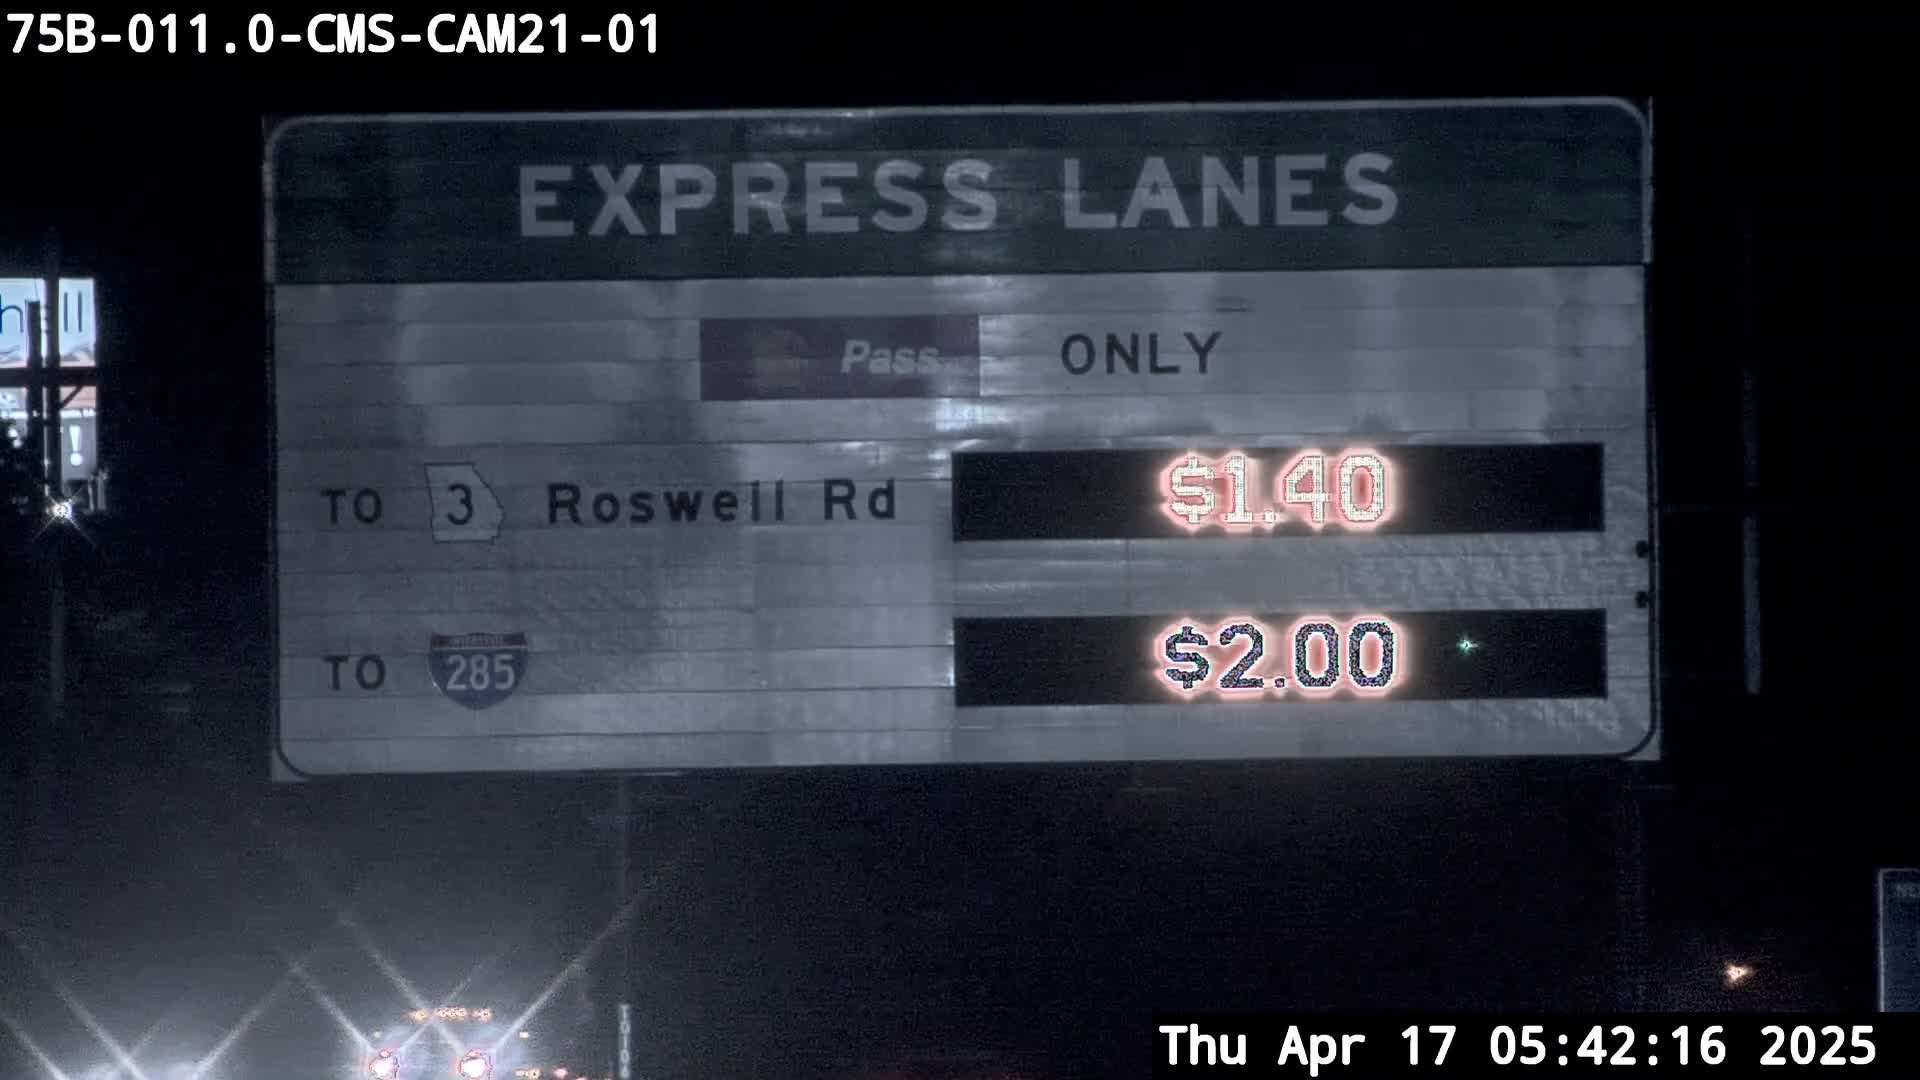 75B-011.0-CMS-CAM21-01
EXPRESS LANES
Pass ONLY
TO 3 Roswell Rd $1.40
TO 285 $2.00
Thu Apr 17 05:42:16 2025